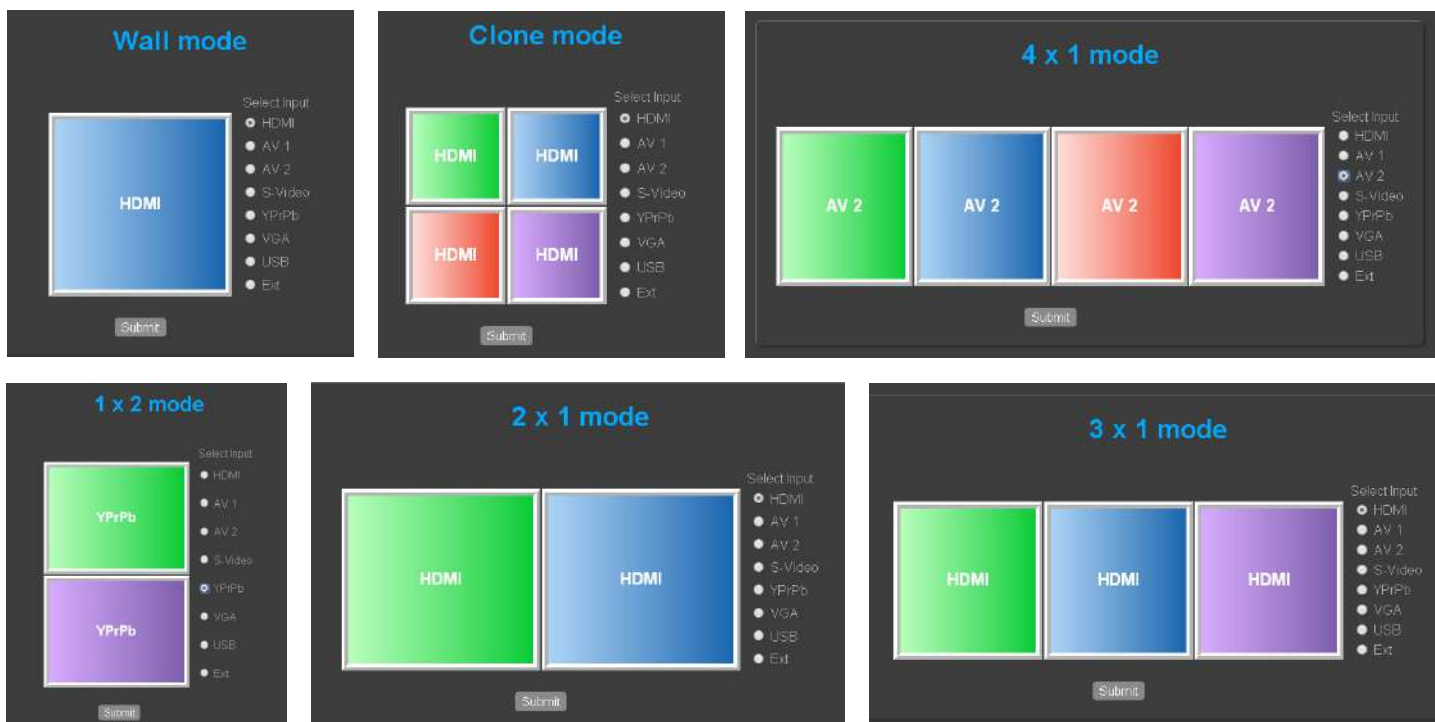 Wall mode
Select Input
HDMI
AV 1
AV 2
S-Video
YPrPb
VGA
USB
Ext
HDMI
Submit
Clone mode
Select Input
HDMI
AV 1
AV 2
S-Video
YPrPb
VGA
USB
Ext
HDMI HDMI
HDMI HDMI
Submit
4 x 1 mode
Select Input
HDMI
AV 1
AV 2
S-Video
YPrPb
VGA
USB
Ext
AV 2 AV 2 AV 2 AV 2
Submit
1 x 2 mode
Select Input
HDMI
AV 1
AV 2
S-Video
YPrPb
VGA
USB
Ext
YPrPb
YPrPb
Submit
2 x 1 mode
Select Input
HDMI
AV 1
AV 2
S-Video
YPrPb
VGA
USB
Ext
HDMI HDMI
Submit
3 x 1 mode
Select Input
HDMI
AV 1
AV 2
S-Video
YPrPb
VGA
USB
Ext
HDMI HDMI HDMI
Submit